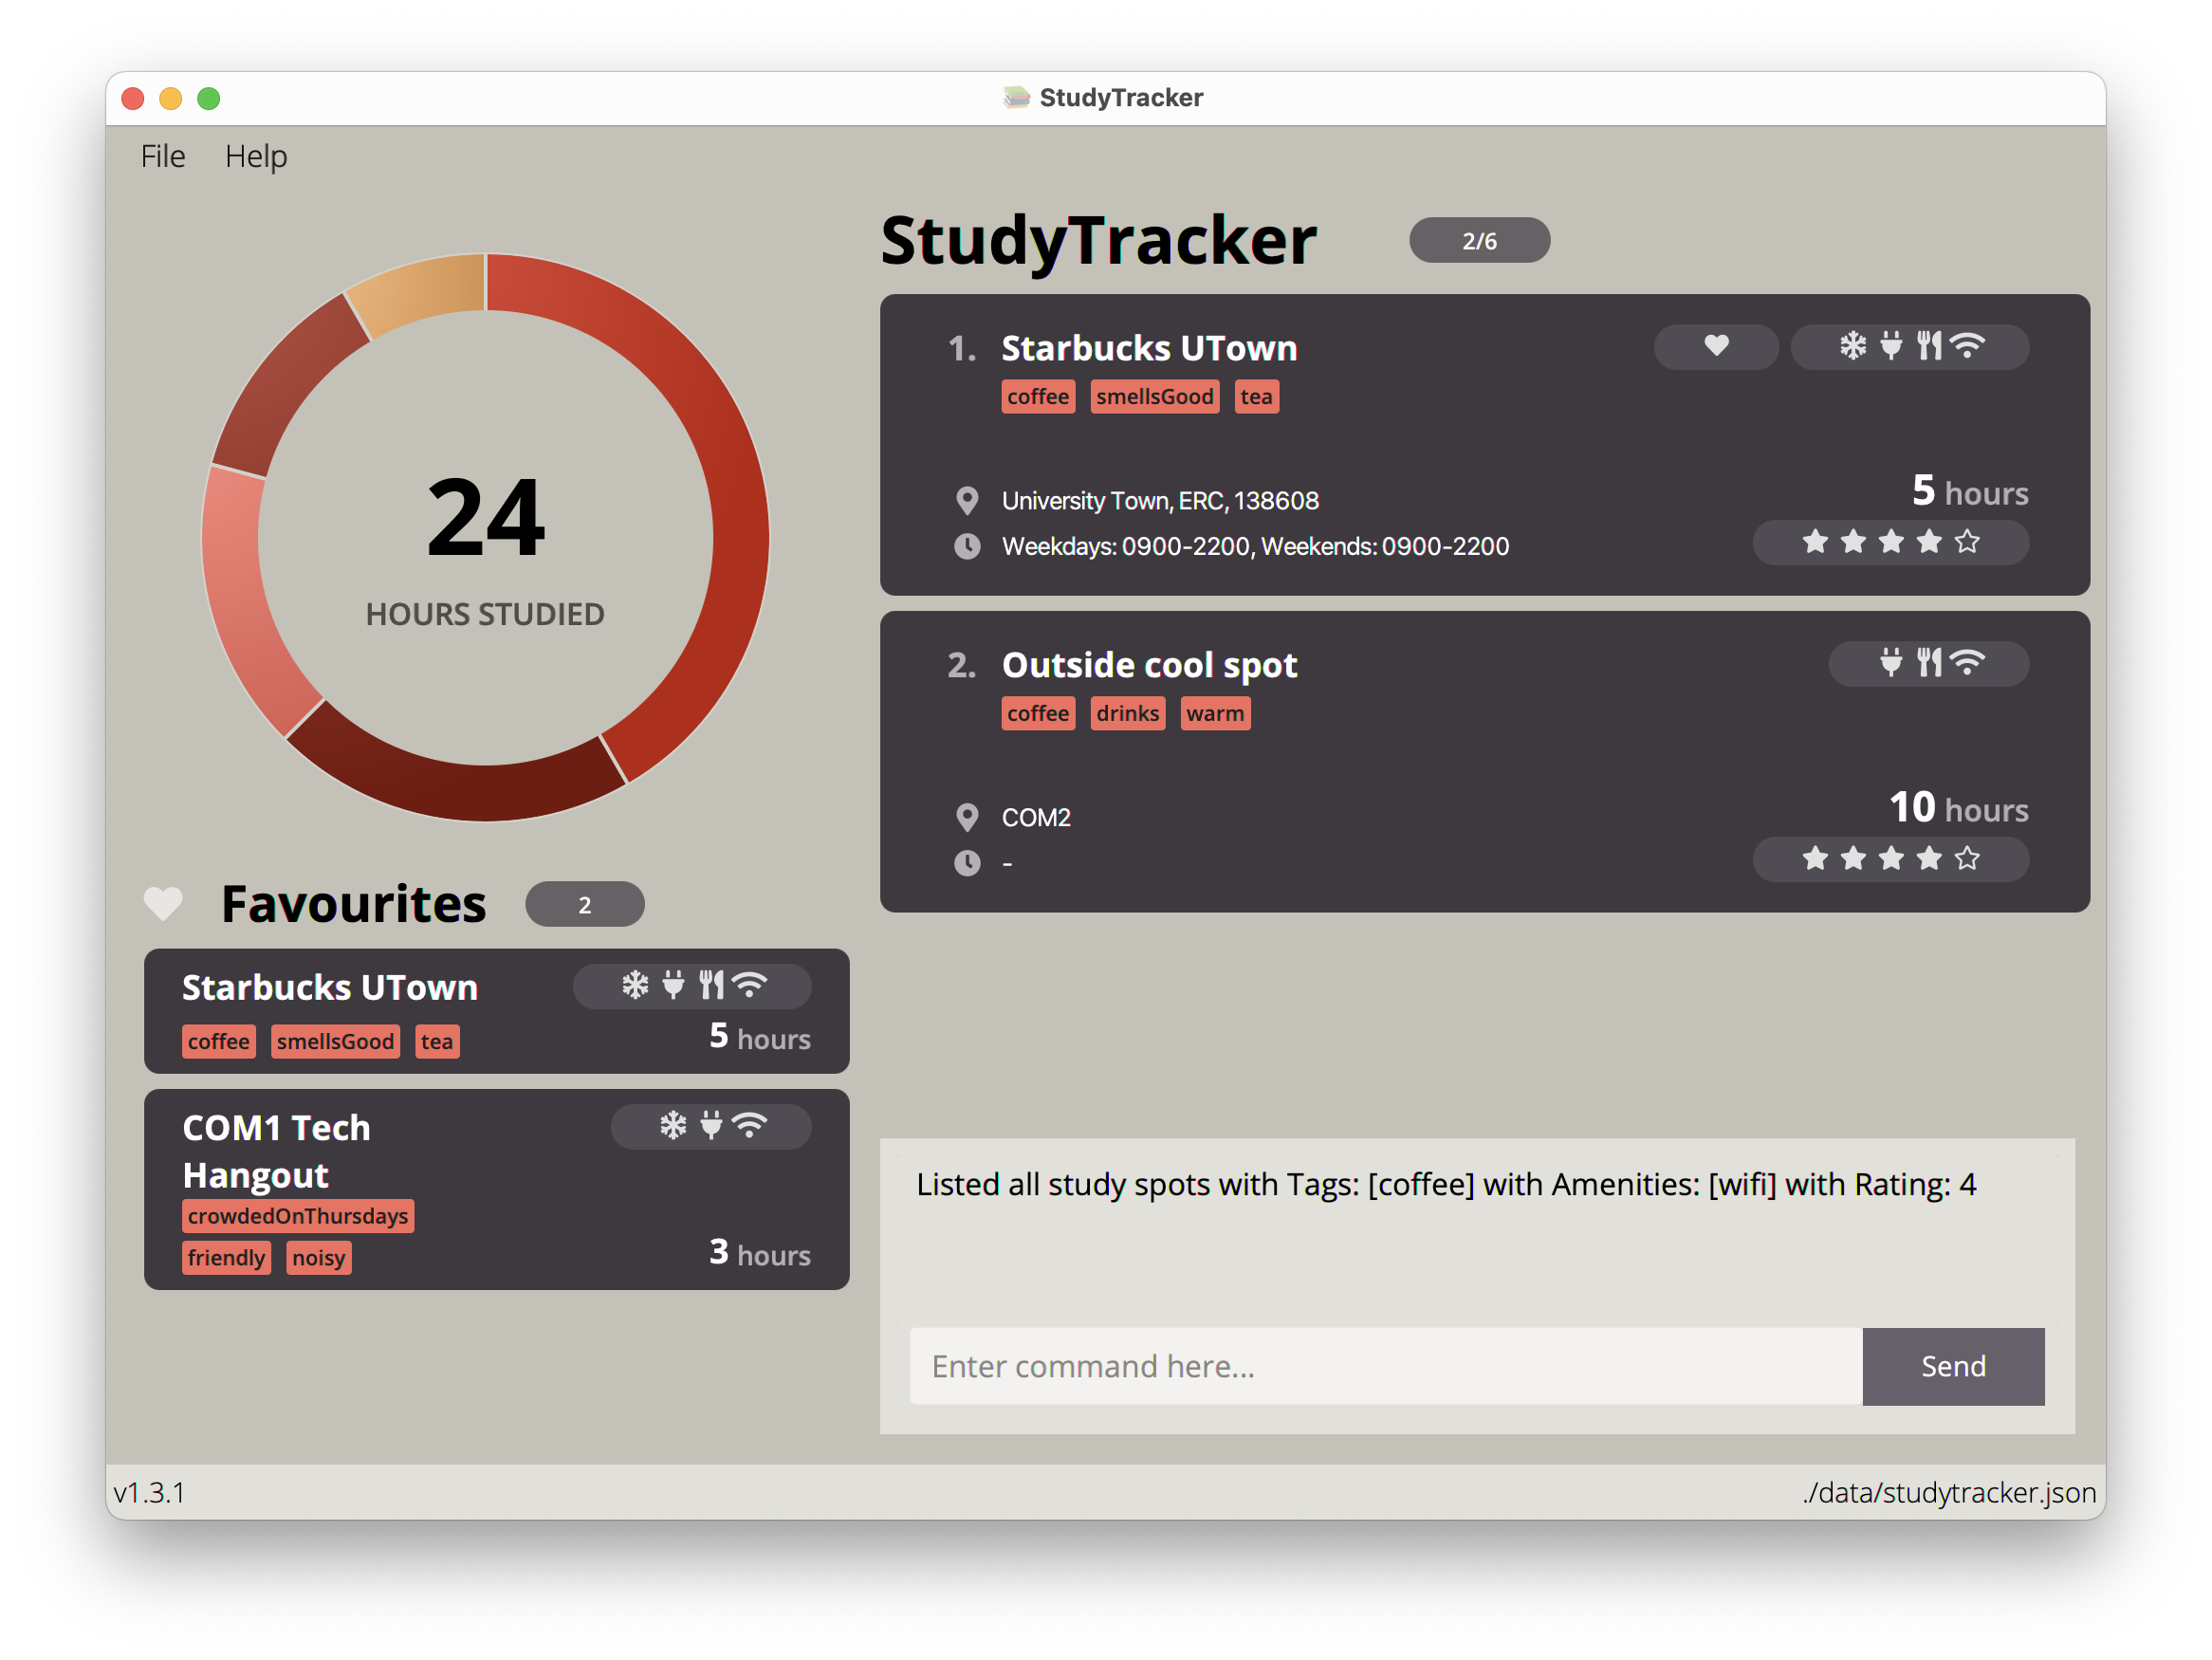 StudyTracker
File Help
24
HOURS STUDIED
Favourites 2
Starbucks UTown
coffee smellsGood tea
5 hours
COM1 Tech
Hangout
crowdedOnThursdays
friendly noisy
3 hours
StudyTracker 2/6
1. Starbucks UTown
coffee smellsGood tea
University Town, ERC, 138608
5 hours
Weekdays: 0900-2200, Weekends: 0900-2200
2. Outside cool spot
coffee drinks warm
COM2
10 hours
-
Listed all study spots with Tags: [coffee] with Amenities: [wifi] with Rating: 4
Enter command here...
Send
v1.3.1
./data/studytracker.json